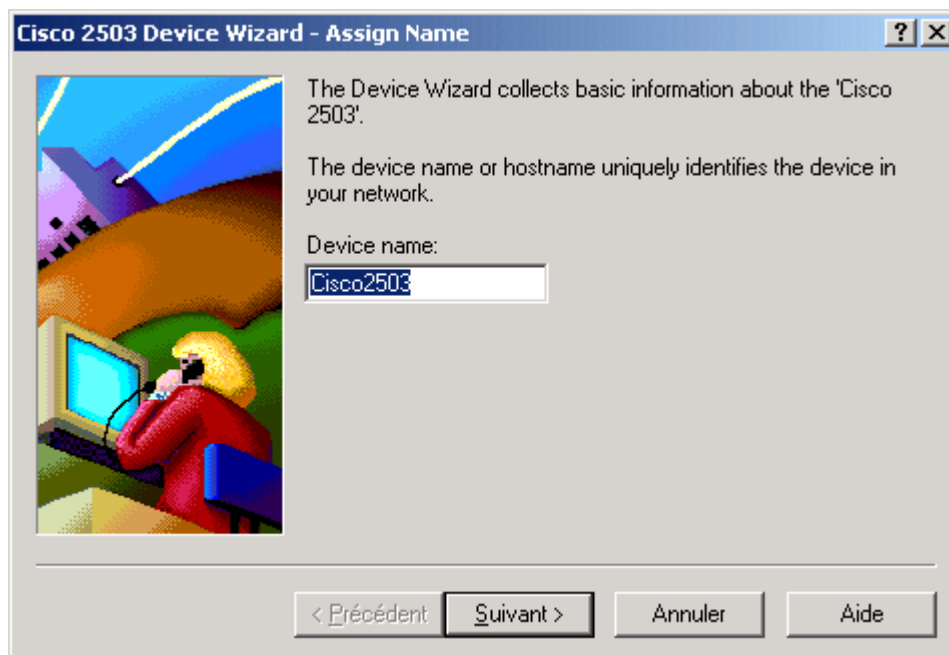 Cisco 2503 Device Wizard - Assign Name
The Device Wizard collects basic information about the 'Cisco
2503'.
The device name or hostname uniquely identifies the device in
your network.
Device name:
Cisco2503
< Précédent
Suivant >
Annuler
Aide